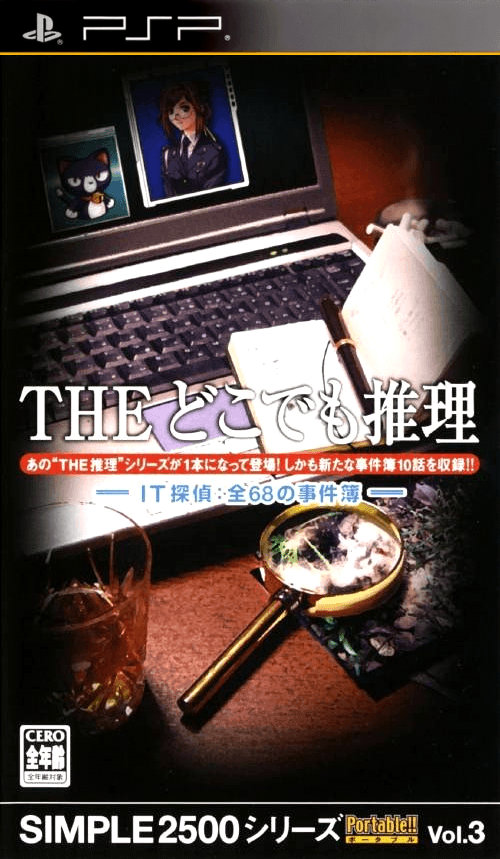 PSP
THEどこでも推理
あの"THE推理"シリーズが1本になって登場!しかも新たな事件簿10話を収録!!
IT探偵:全68の事件簿
CERO
全年齢
全年齢対象
SIMPLE2500シリーズ Portable!! ポータブル Vol.3